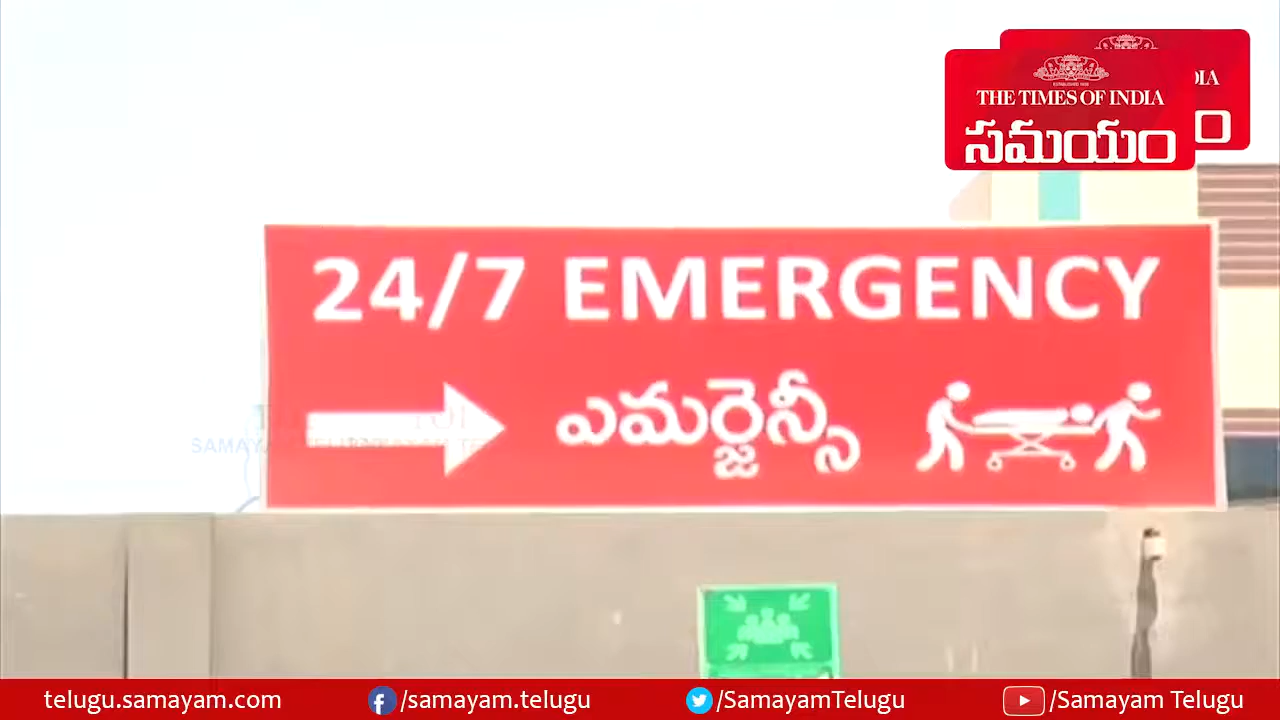 THE TIMES OF INDIA
సమయం
24/7 EMERGENCY
ఎమర్జెన్సీ
telugu.samayam.com
/samayam.telugu
/SamayamTelugu
/Samayam Telugu